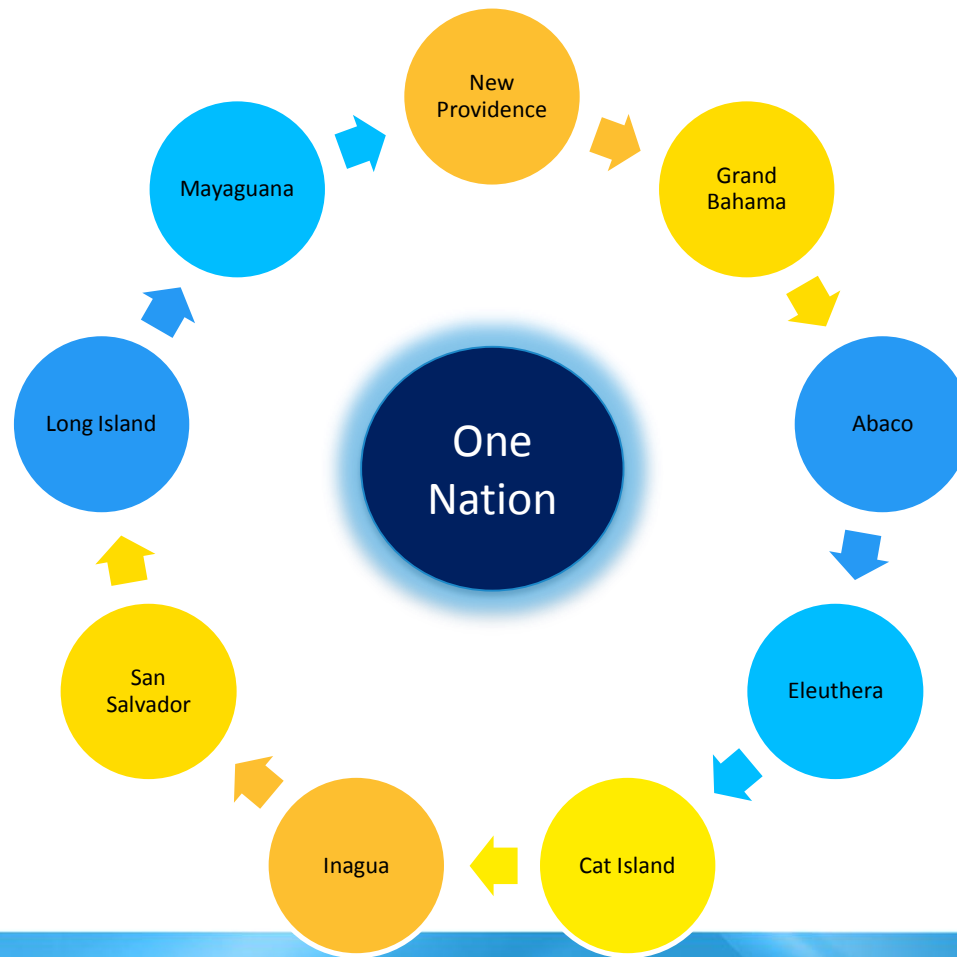 New
Providence
Grand
Bahama
Abaco
Eleuthera
Cat Island
Inagua
San
Salvador
Long Island
Mayaguana
One
Nation